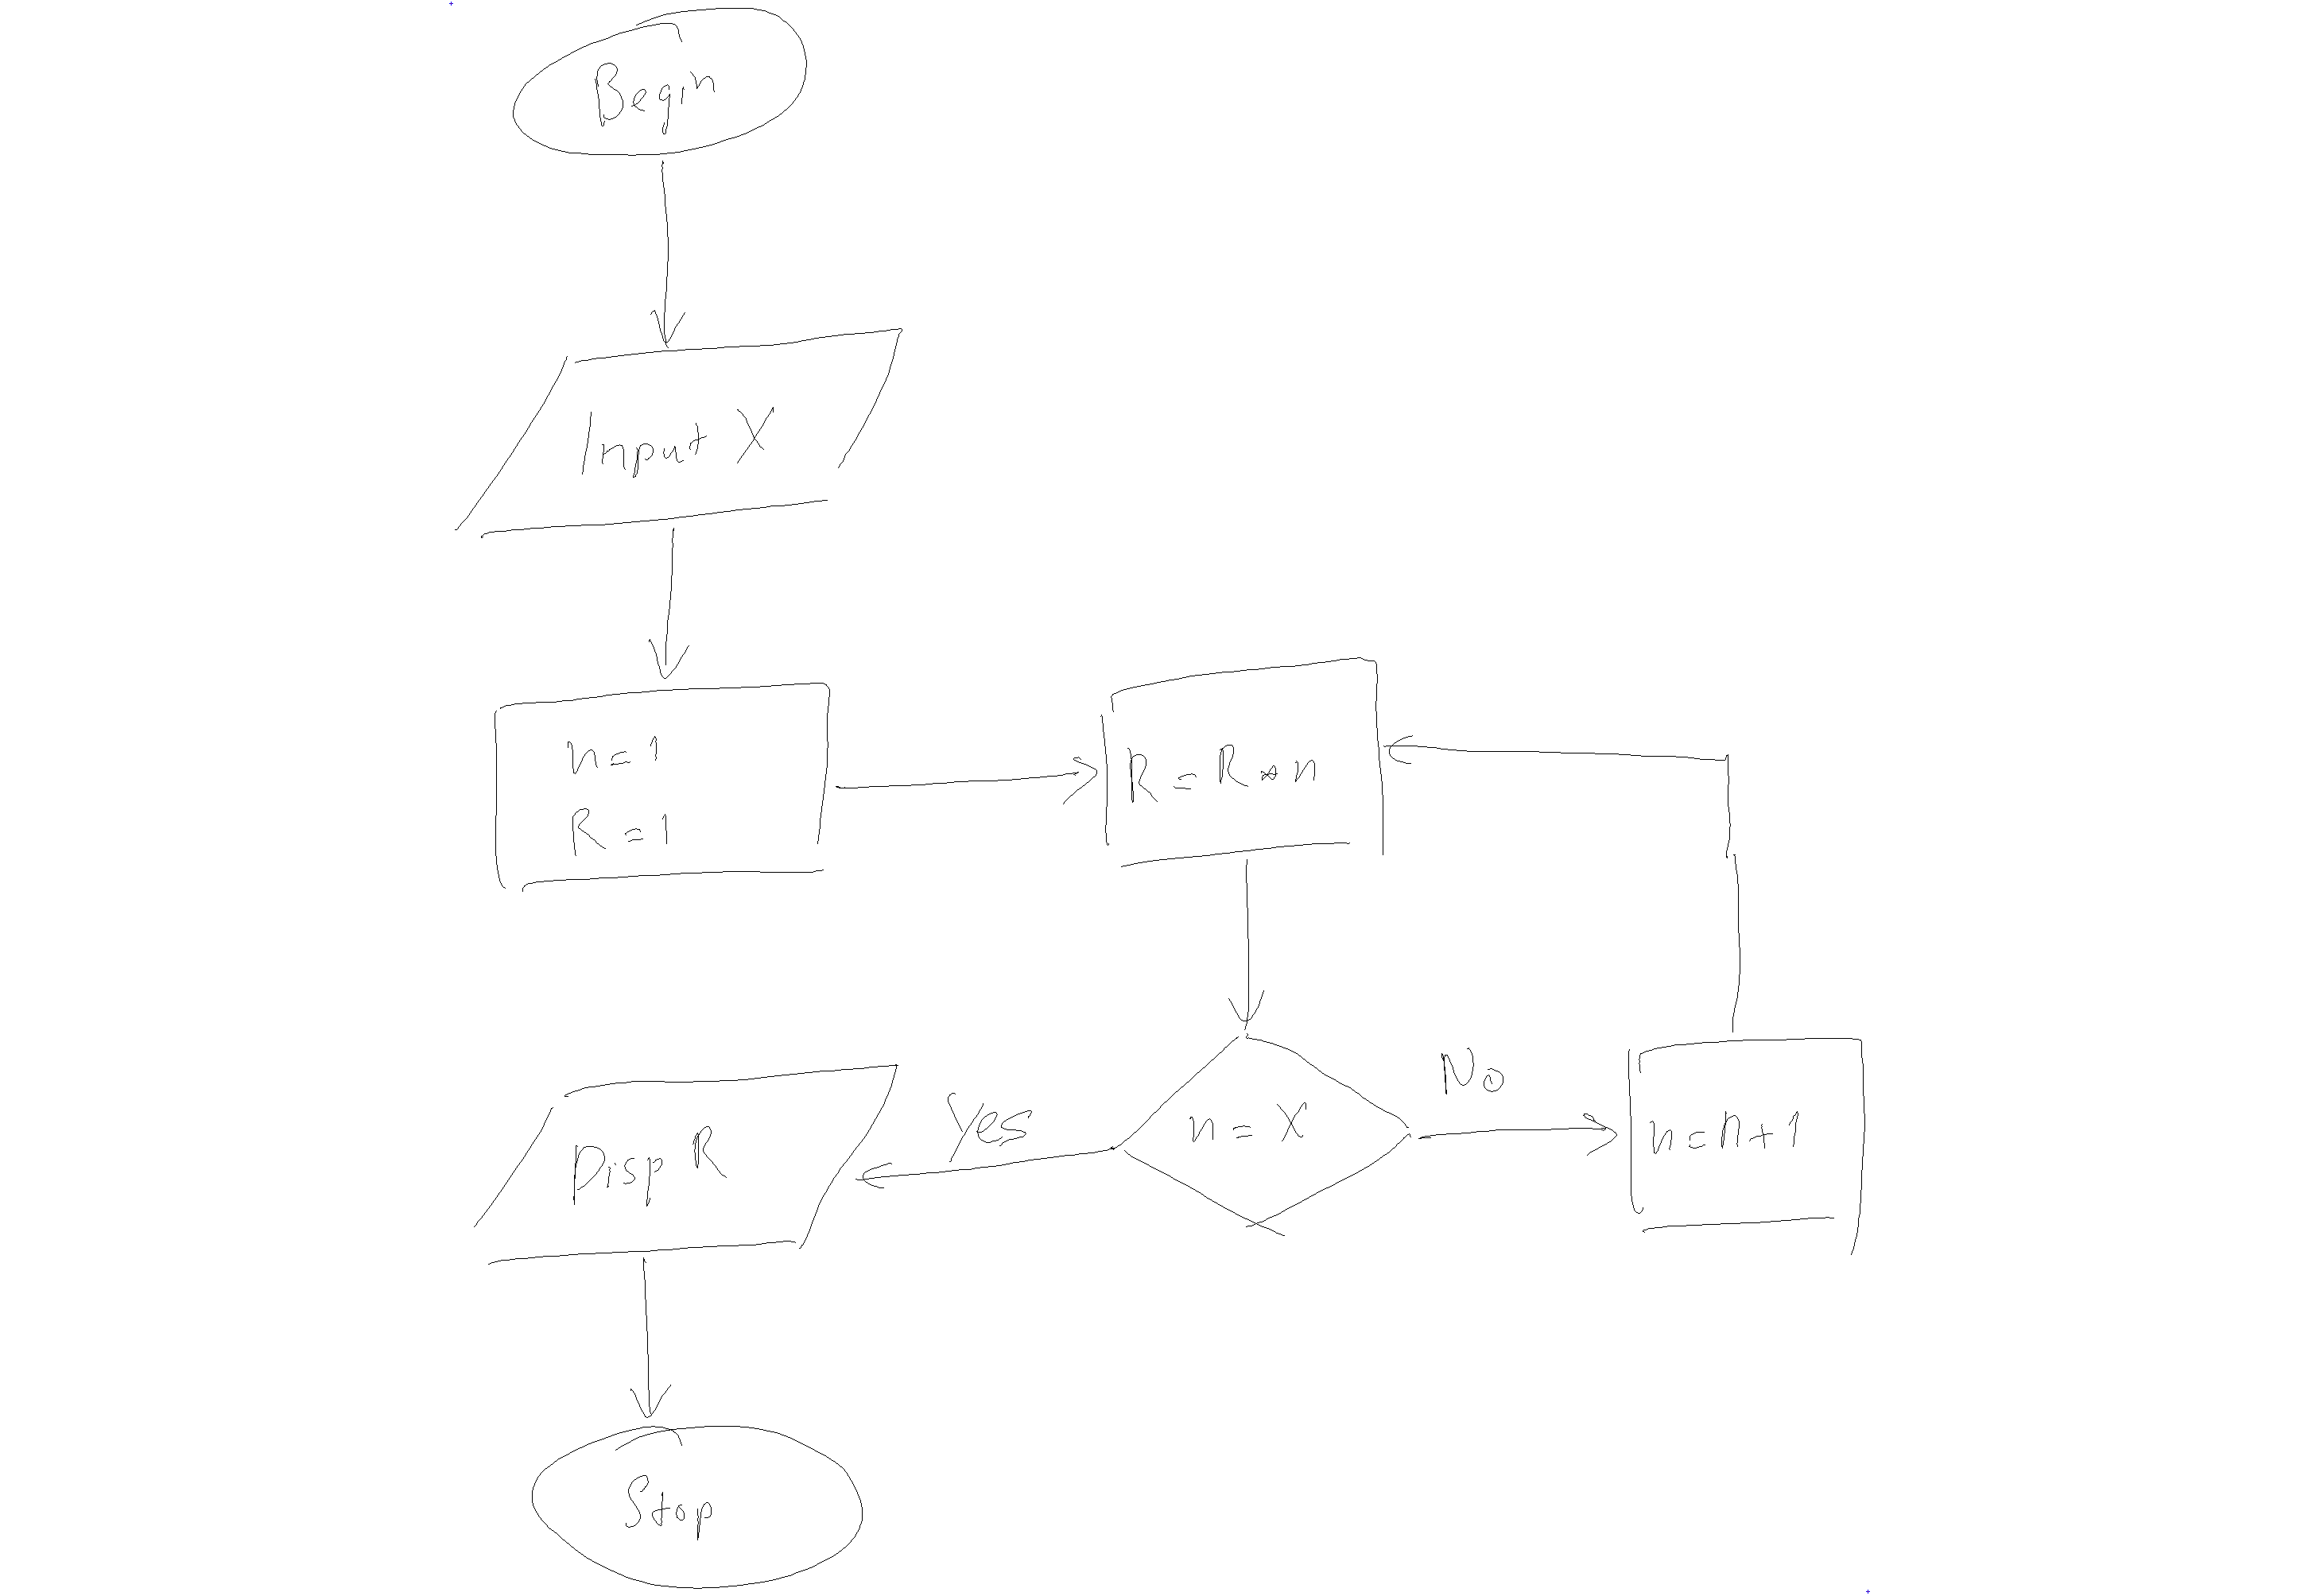 Begin
Input X
n=1
R=1
R=R*n
n=X
No
Yes
n=n+1
Disp R
Stop